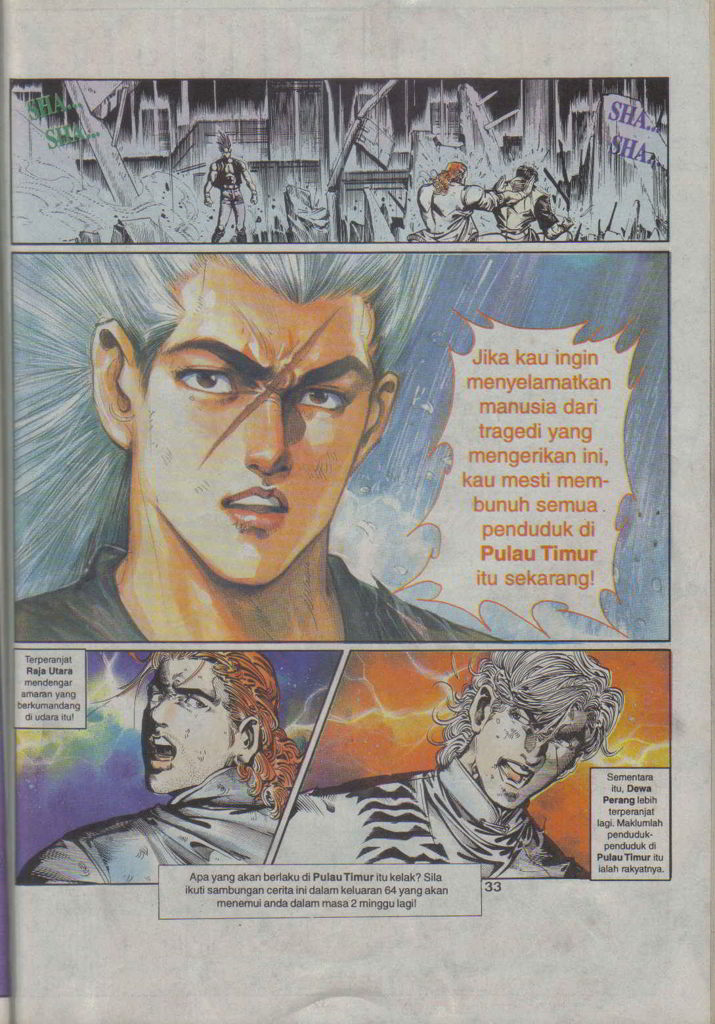 SHA...
SHA...
SHA...
SHA...
Jika kau ingin
menyelamatkan
manusia dari
tragedi yang
mengerikan ini,
kau mesti mem-
bunuh semua
penduduk di
Pulau Timur
itu sekarang!
Terperanjat
Raja Utara
mendengar
amaran yang
berkumandang
di udara itu!
Sementara
itu, Dewa
Perang lebih
terperanjat
lagi. Maklumlah
penduduk-
penduduk di
Pulau Timur itu
ialah rakyatnya.
Apa yang akan berlaku di Pulau Timur itu kelak? Sila
ikuti sambungan cerita ini dalam keluaran 64 yang akan
menemui anda dalam masa 2 minggu lagi!
33